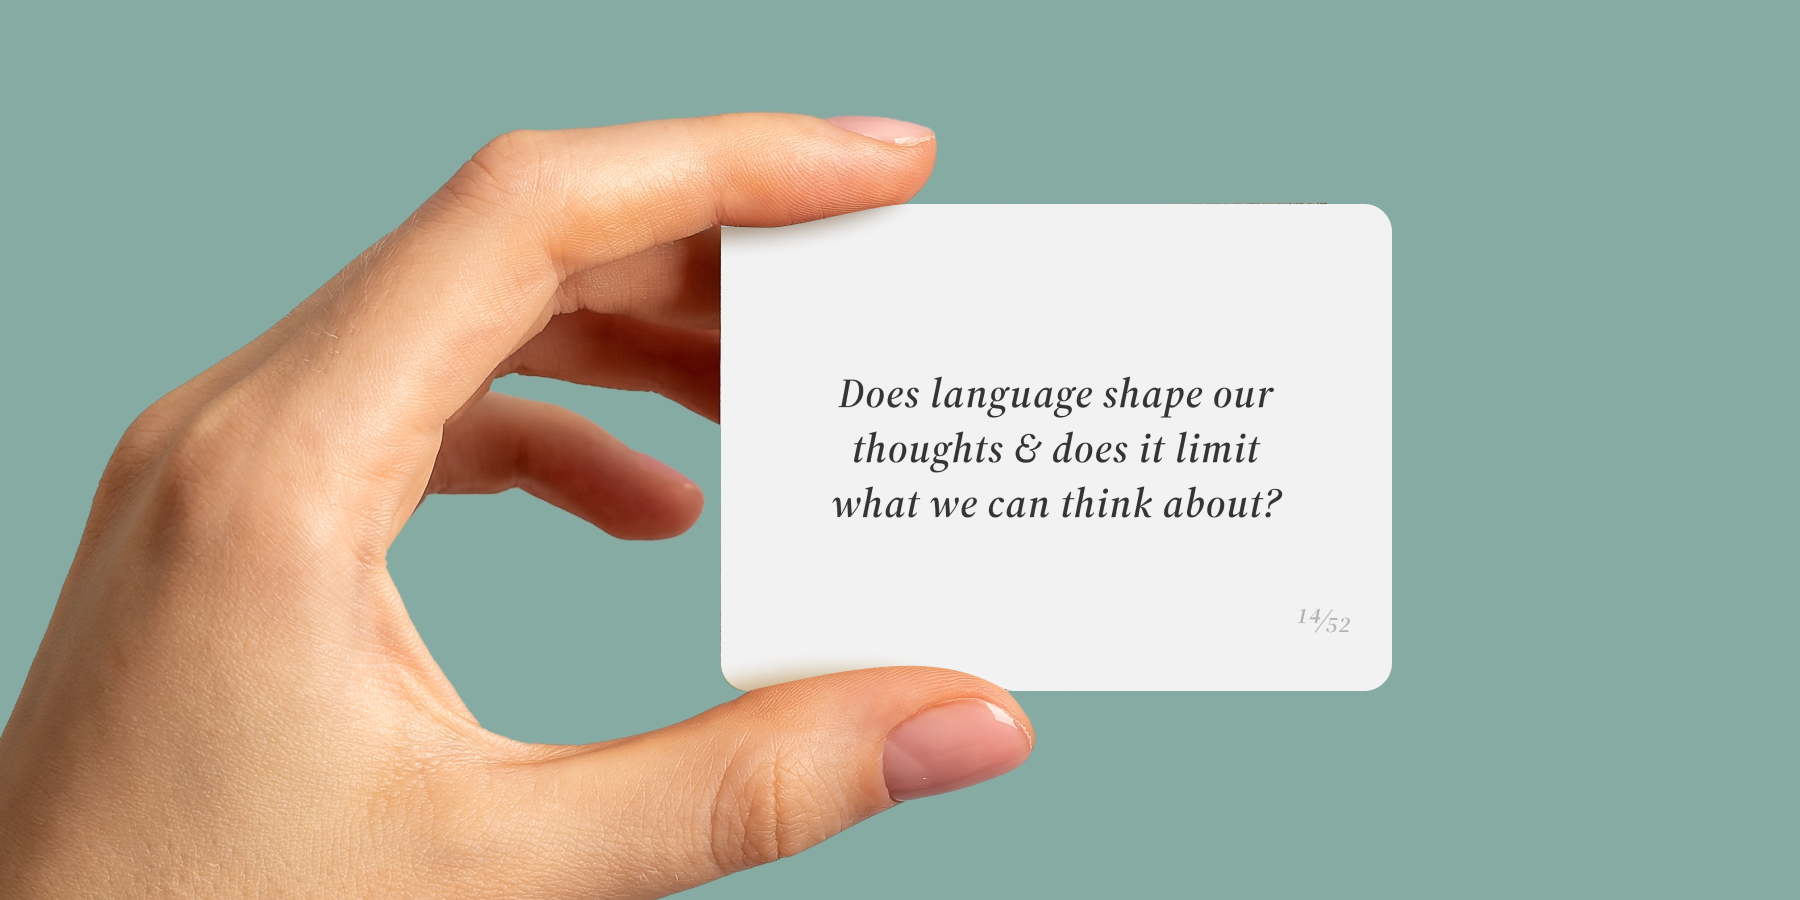 Does language shape our
thoughts & does it limit
what we can think about?
14/52